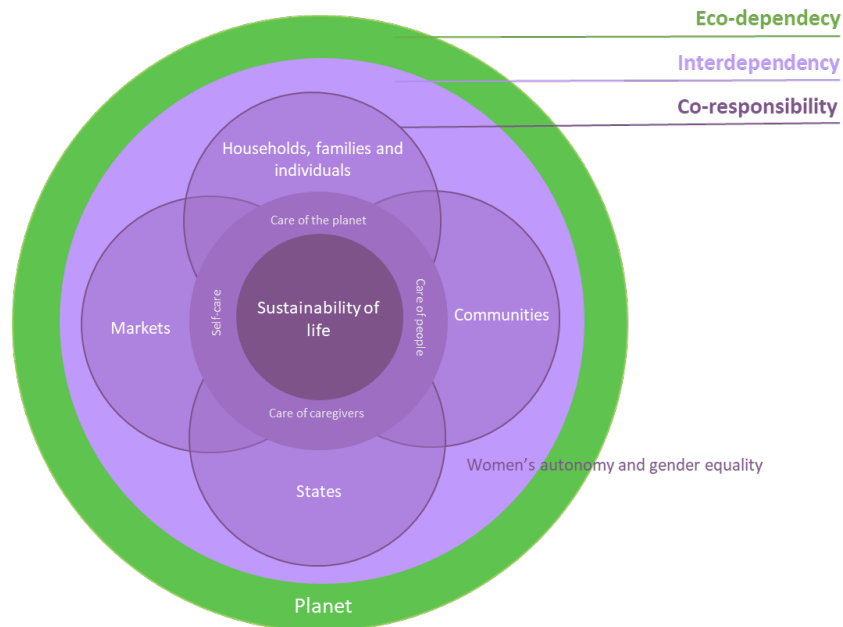 Eco-dependecy
Interdependency
Co-responsibility
Households, families and
individuals
Care of the planet
Markets
Self-care
Sustainability of
life
Care of people
Communities
Care of caregivers
Women's autonomy and gender equality
States
Planet